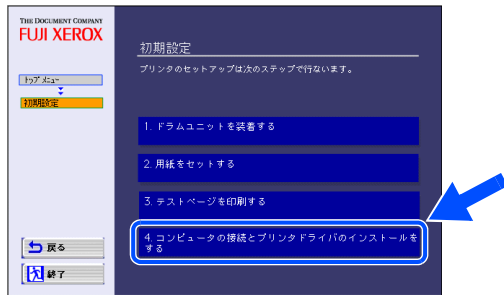 THE DOCUMENT COMPANY
FUJI XEROX
トップメニュー
初期設定
初期設定
プリンタのセットアップは次のステップで行ないます。
1. ドラムユニットを装着する
2. 用紙をセットする
3. テストページを印刷する
4. コンピュータの接続とプリンタドライバのインストールを
する
戻る
終了